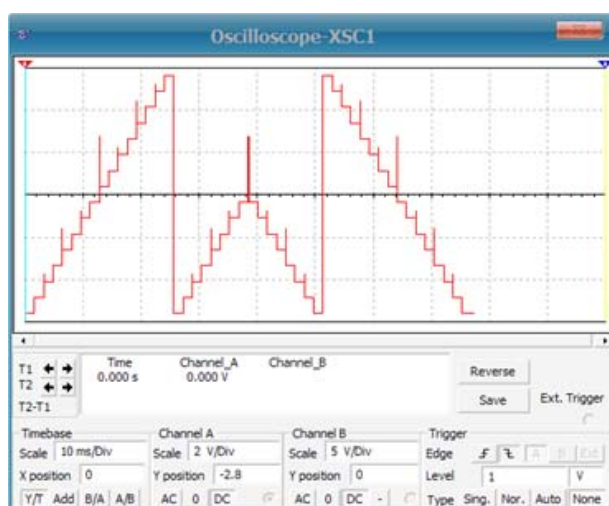 Oscilloscope-XSC1
Time Channel_A Channel_B
T1 0.000 s 0.000 V
T2
T2-T1
Reverse
Save
Ext. Trigger
Timebase Channel A Channel B Trigger
Scale 10 ms/Div Scale 2 V/Div Scale 5 V/Div Edge A B Ext
X position 0 Y position -2.8 Y position 0 Level 1 V
Y/T Add B/A A/B AC 0 DC AC 0 DC - Type Sing. Nor. Auto None